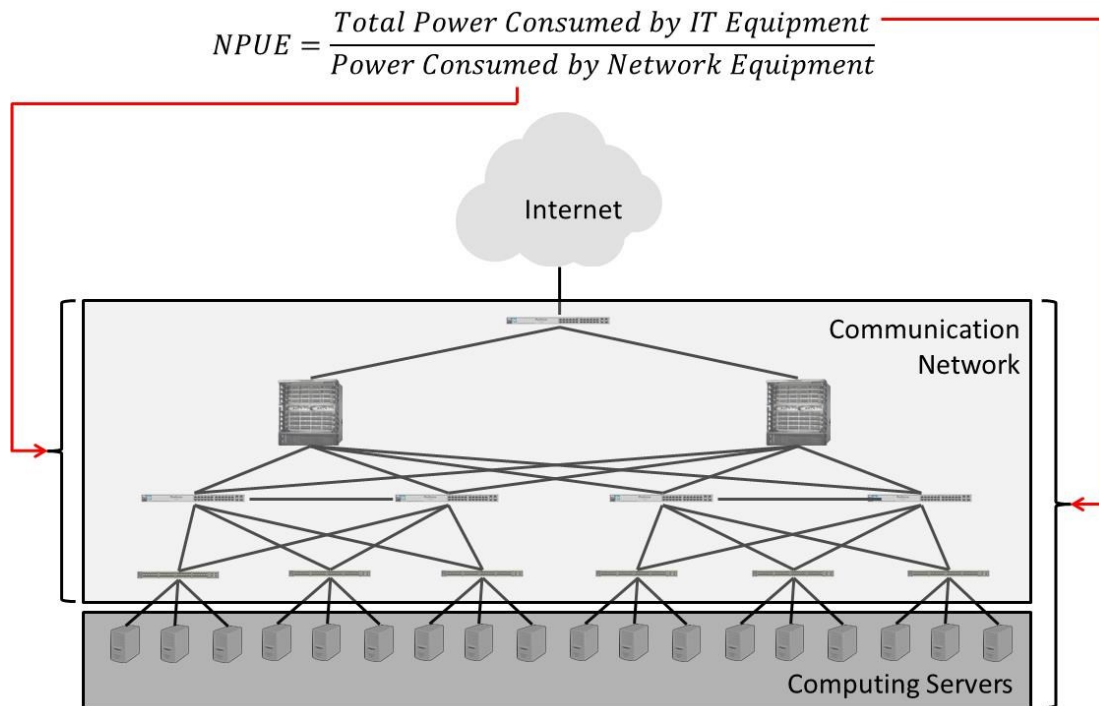 NPUE = Total Power Consumed by IT Equipment
Power Consumed by Network Equipment
Internet
Communication
Network
Computing Servers